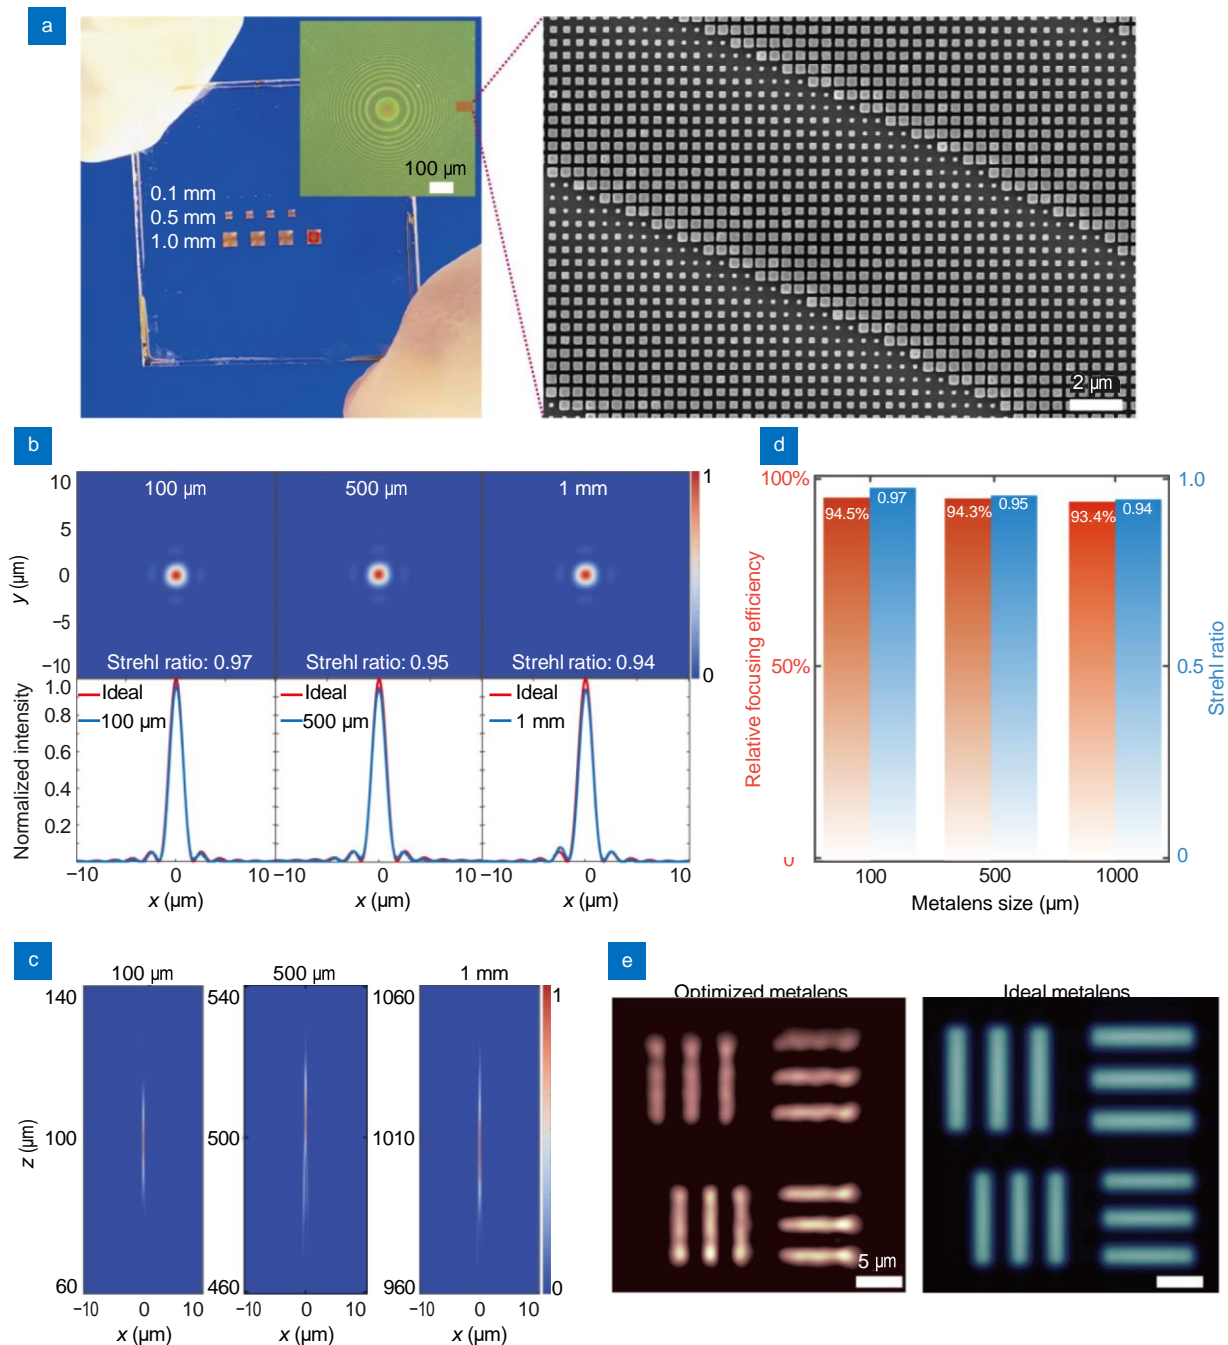 a
100 µm
0.1 mm
0.5 mm
1.0 mm
2 µm
b
10
5
0
−5
−10
y (µm)
100 µm
500 µm
1 mm
1
0
Strehl ratio: 0.97
Strehl ratio: 0.95
Strehl ratio: 0.94
Normalized intensity
1.0
0.8
0.6
0.4
0.2
Ideal
100 µm
Ideal
500 µm
Ideal
1 mm
−10
0
10
−10
0
10
−10
0
10
x (µm)
x (µm)
x (µm)
d
100%
50%
0
Relative focusing efficiency
94.5%
0.97
94.3%
0.95
93.4%
0.94
1.0
0.5
0
Strehl ratio
100
500
1000
Metalens size (µm)
c
100 µm
500 µm
1 mm
140
100
60
z (µm)
540
500
460
1060
1010
960
1
0
−10
0
10
−10
0
10
−10
0
10
x (µm)
x (µm)
x (µm)
e
Optimized metalens
Ideal metalens
5 µm